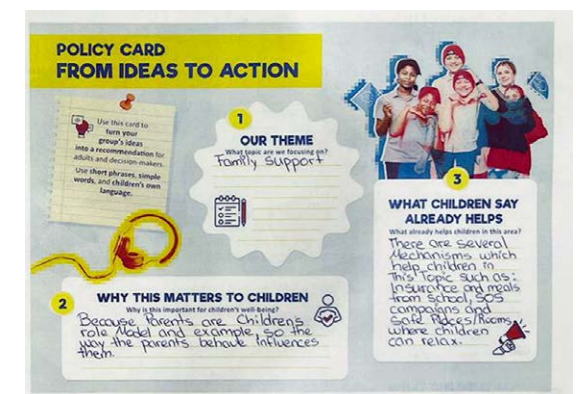 POLICY CARD
FROM IDEAS TO ACTION
Use this card to
turn your
group's ideas
into a recommendation for
adults and decision-makers.
Use short phrases, simple
words, and children's own
language.
1
OUR THEME
What topic are we focusing on?
Family support
2
WHY THIS MATTERS TO CHILDREN
Why is this important for children's well-being?
Because Parents are Children's
role Model and example, so the
way the parents behave influences
them.
3
WHAT CHILDREN SAY
ALREADY HELPS
What already helps children in this area?
There are several
Mechanisms which
help children in
this Topic such as:
Insurance and meals
from School, SOS
campaigns and
Safe Places/Rooms
where children
can relax.